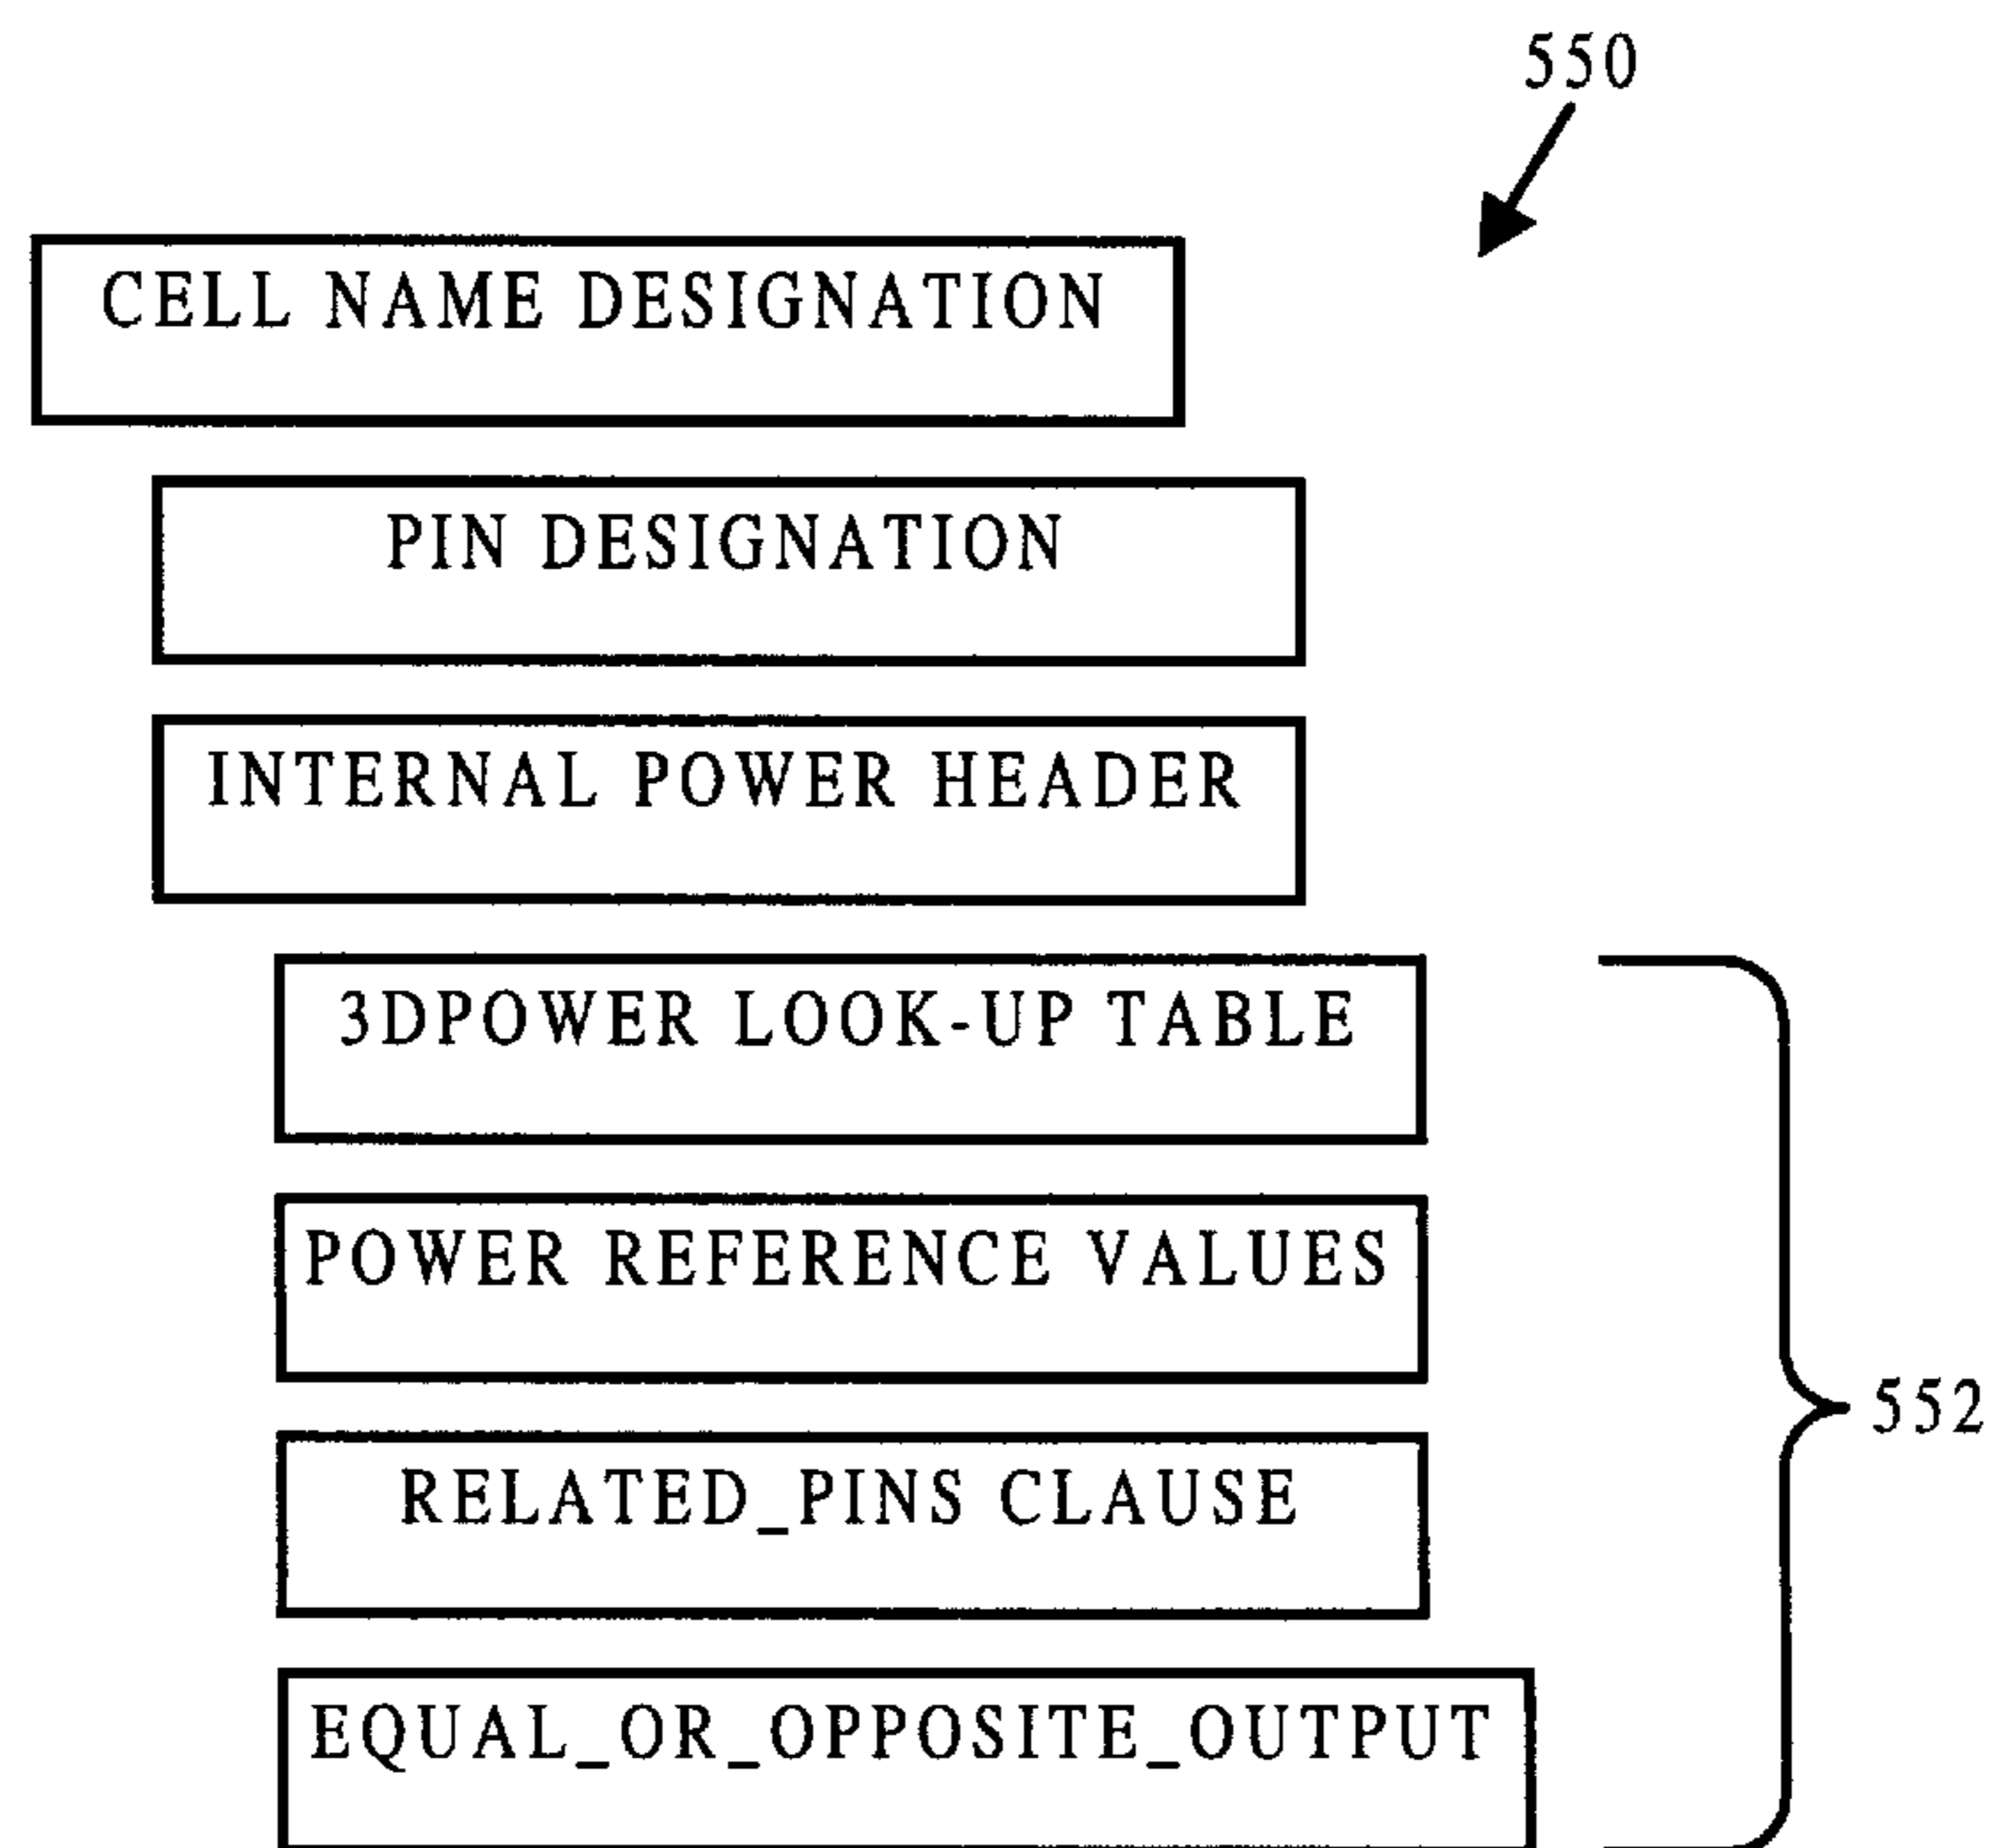 550
CELL NAME DESIGNATION
PIN DESIGNATION
INTERNAL POWER HEADER
3DPOWER LOOK-UP TABLE
POWER REFERENCE VALUES
552
RELATED_PINS CLAUSE
EQUAL_OR_OPPOSITE_OUTPUT